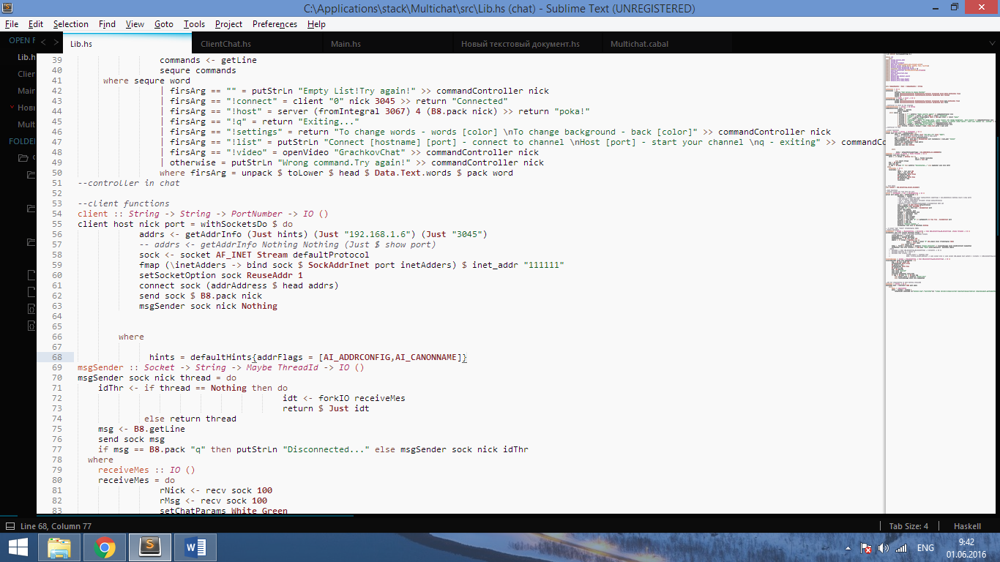 C:\Applications\stack\Multichat\src\Lib.hs (chat) - Sublime Text (UNREGISTERED)
File Edit Selection Find View Goto Tools Project Preferences Help
OPEN F
Lib.hs ClientChat.hs Main.hs Новый текстовый документ.hs Multichat.cabal
Lib.h
Clier
Mair
Новы
Mult
FOLDER
39 commands <- getLine
40 sequre commands
41 where sequre word
42 | firsArg == "" = putStrLn "Empty List!Try again!" >> commandController nick
43 | firsArg == "!connect" = client "0" nick 3045 >> return "Connected"
44 | firsArg == "!host" = server (fromIntegral 3967) 4 (B8.pack nick) >> return "poka!"
45 | firsArg == "!q" = return "Exiting..."
46 | firsArg == "!settings" = return "To change words - words [color] \nTo change background - back [color]" >> commandController nick
47 | firsArg == "!list" = putStrLn "Connect [hostname] [port] - connect to channel \nHost [port] - start your channel \nq - exiting" >> commandCo
48 | firsArg == "!video" = openVideo "GrachkovChat" >> commandController nick
49 | otherwise = putStrLn "Wrong command.Try again!" >> commandController nick
50 where firsArg = unpack $ toLower $ head $ Data.Text.words $ pack word
51 --controller in chat
52
53 --client functions
54 client :: String -> String -> PortNumber -> IO ()
55 client host nick port = withSocketsDo $ do
56 addrs <- getAddrInfo (Just hints) (Just "192.168.1.6") (Just "3045")
57 -- addrs <- getAddrInfo Nothing Nothing (Just $ show port)
58 sock <- socket AF_INET Stream defaultProtocol
59 fmap (\inetAdders -> bind sock $ SockAddrInet port inetAdders) $ inet_addr "111111"
60 setSocketOption sock ReuseAddr 1
61 connect sock (addrAddress $ head addrs)
62 send sock $ B8.pack nick
63 msgSender sock nick Nothing
64
65
66 where
67
68 hints = defaultHints{addrFlags = [AI_ADDRCONFIG,AI_CANONNAME]}
69 msgSender :: Socket -> String -> Maybe ThreadId -> IO ()
70 msgSender sock nick thread = do
71 idThr <- if thread == Nothing then do
72 idt <- forkIO receiveMes
73 return $ Just idt
74 else return thread
75 msg <- B8.getLine
76 send sock msg
77 if msg == B8.pack "q" then putStrLn "Disconnected..." else msgSender sock nick idThr
78 where
79 receiveMes :: IO ()
80 receiveMes = do
81 rNick <- recv sock 100
82 rMsg <- recv sock 100
83 setChatParams White Green
Line 68, Column 77 Tab Size: 4 Haskell
ENG
9:42
01.06.2016